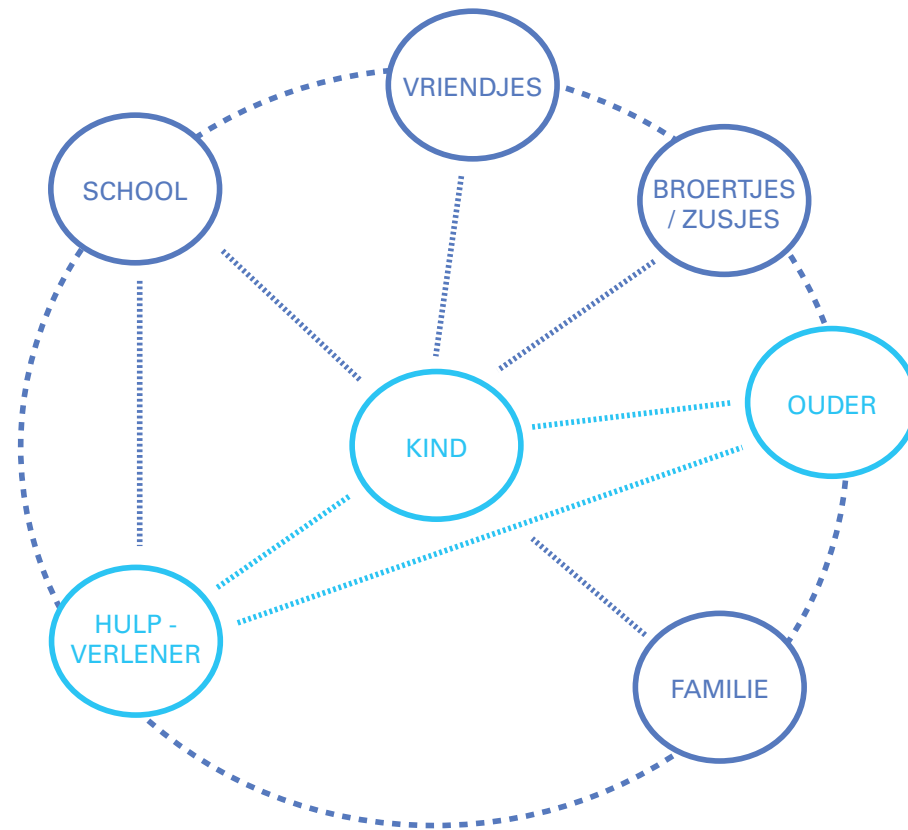 VRIENDJES
SCHOOL
BROERTJES
/ ZUSJES
OUDER
KIND
HULP -
VERLENER
FAMILIE